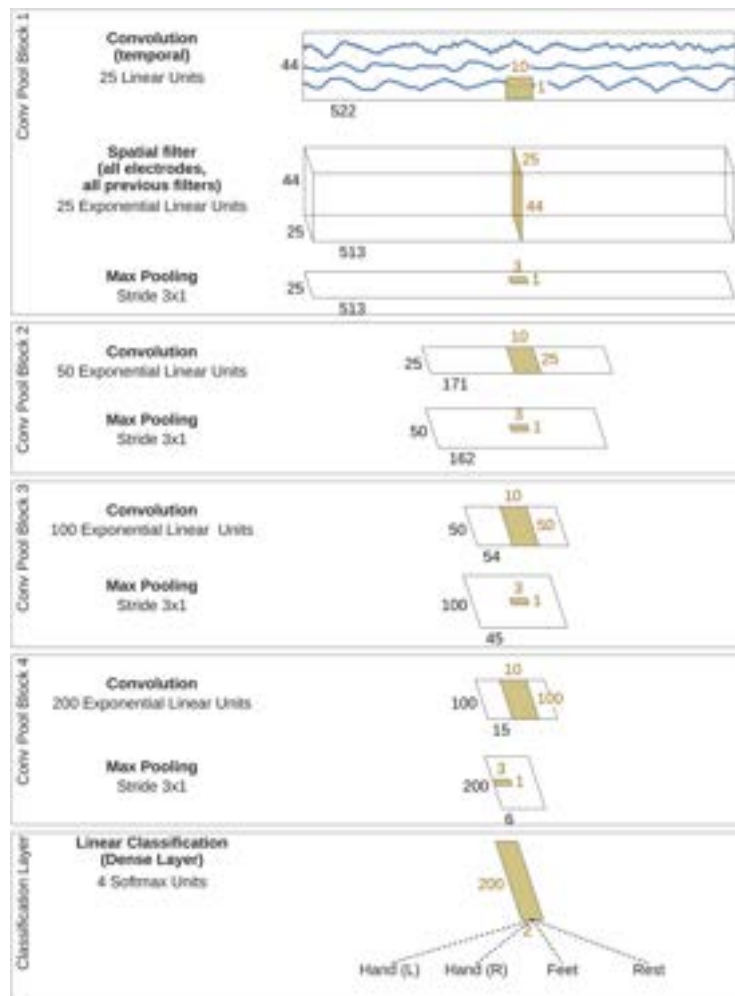 Conv Pool Block 1
Convolution
(temporal)
25 Linear Units
44
10
1
522
Spatial filter
(all electrodes,
all previous filters)
25 Exponential Linear Units
44
25
25
44
513
Max Pooling
Stride 3x1
25
3
1
513
Conv Pool Block 2
Convolution
50 Exponential Linear Units
25
10
25
171
Max Pooling
Stride 3x1
50
3
1
162
Conv Pool Block 3
Convolution
100 Exponential Linear Units
50
10
50
54
Max Pooling
Stride 3x1
100
3
1
45
Conv Pool Block 4
Convolution
200 Exponential Linear Units
100
10
100
15
Max Pooling
Stride 3x1
200
3
1
6
Classification Layer
Linear Classification
(Dense Layer)
4 Softmax Units
200
2
Hand (L) Hand (R) Feet Rest